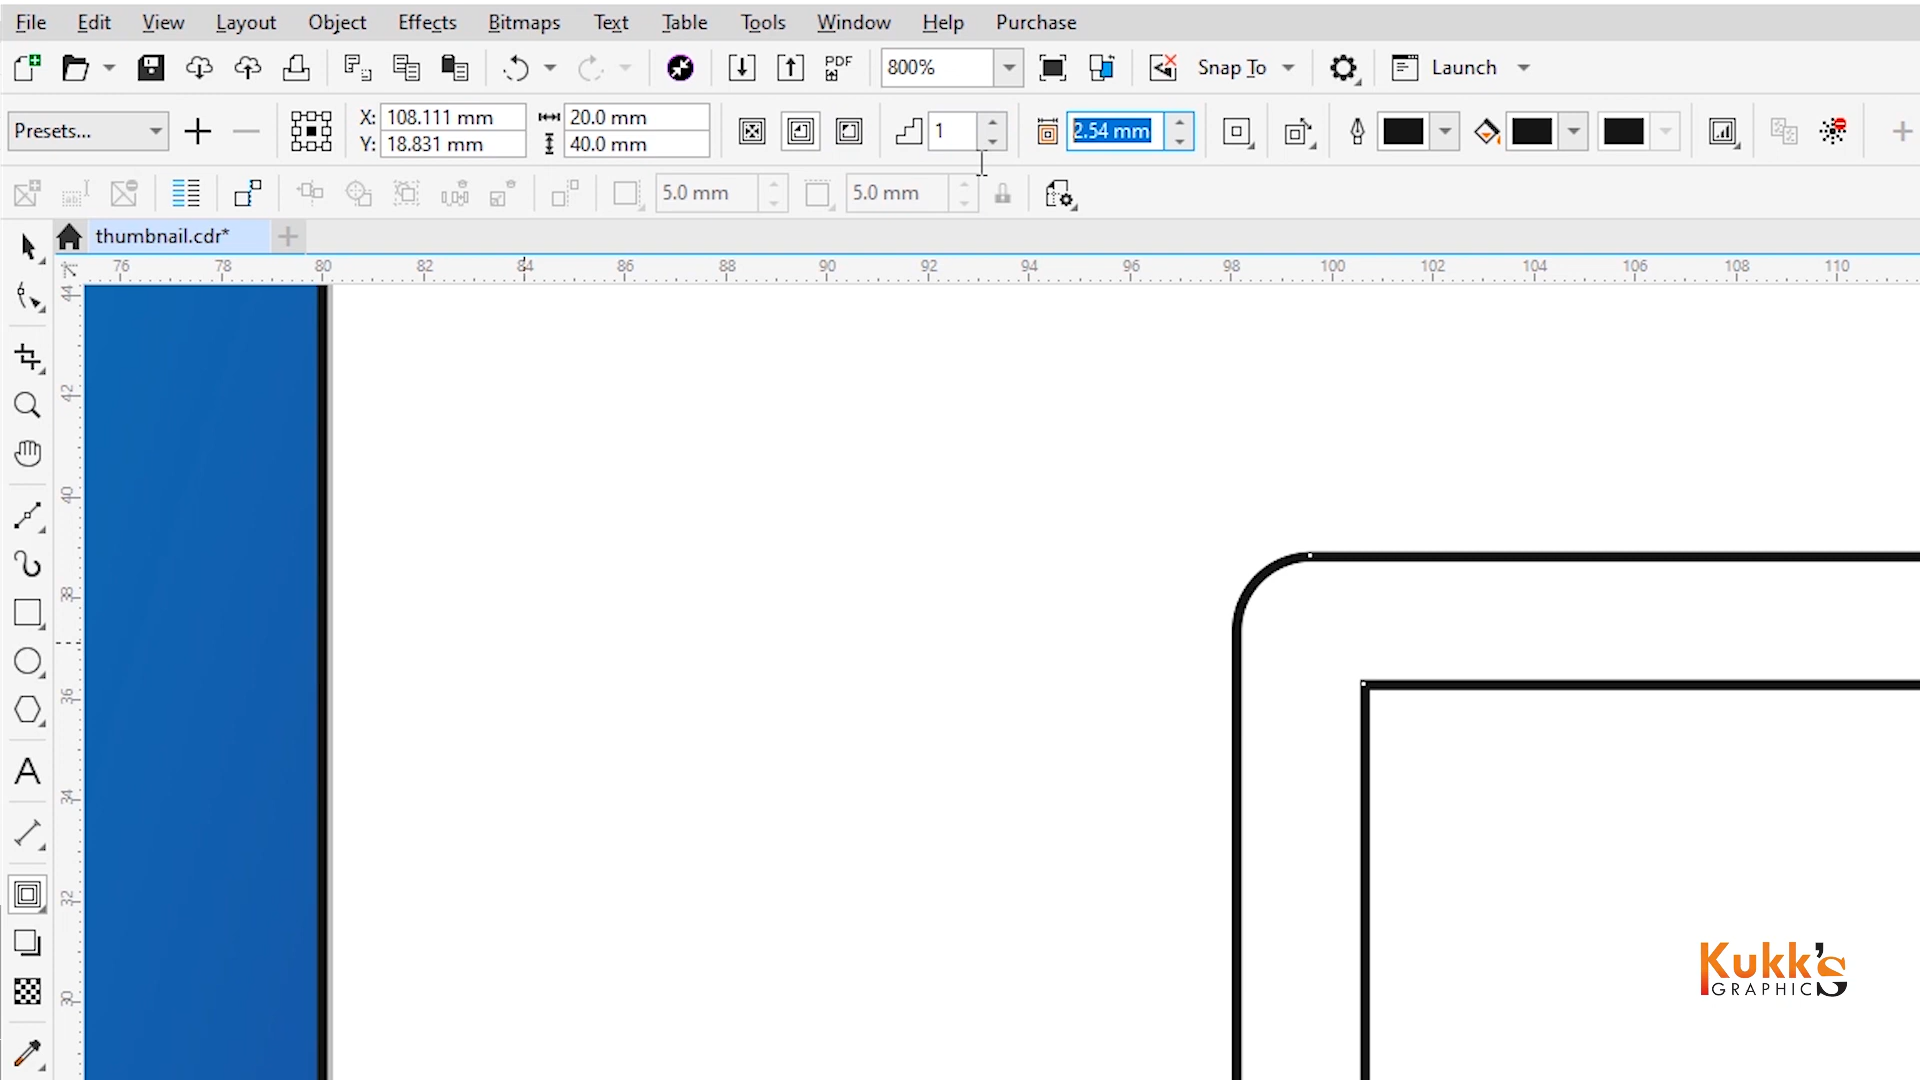 File Edit View Layout Object Effects Bitmaps Text Table Tools Window Help Purchase
PDF 800% Snap To Launch
Presets... X: 108.111 mm 20.0 mm 1 2.54 mm
Y: 18.831 mm 40.0 mm
5.0 mm 5.0 mm
thumbnail.cdr*
76 78 80 82 84 86 88 90 92 94 96 98 100 102 104 106 108 110
44
42
40
38
36
34
32
30
Kukk's
GRAPHICS